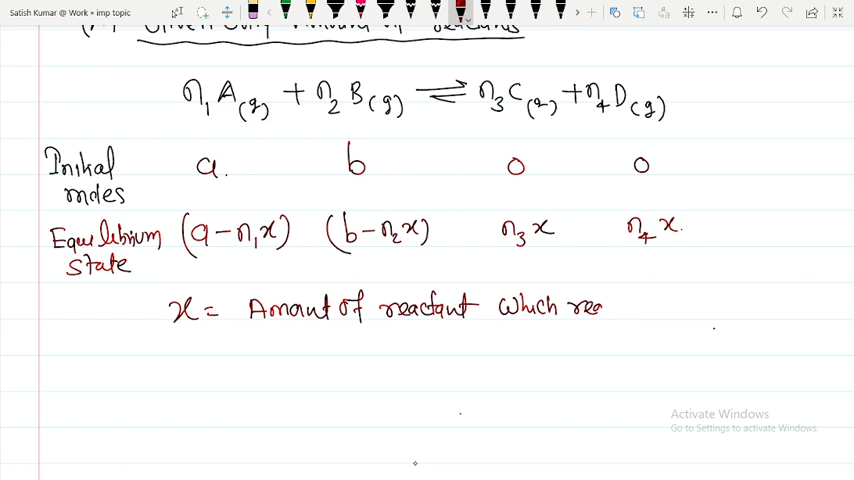 Satish Kumar @ Work » imp topic
n₁A(g) + n₂B(g) ⇌ n₃C(g) + n₄D(g)
Initial a. b 0 0
moles
Equilibrium (a-n₁x) (b-n₂x) n₃x n₄x.
state
x = Amount of reactant which rea
Activate Windows
Go to Settings to activate Windows.